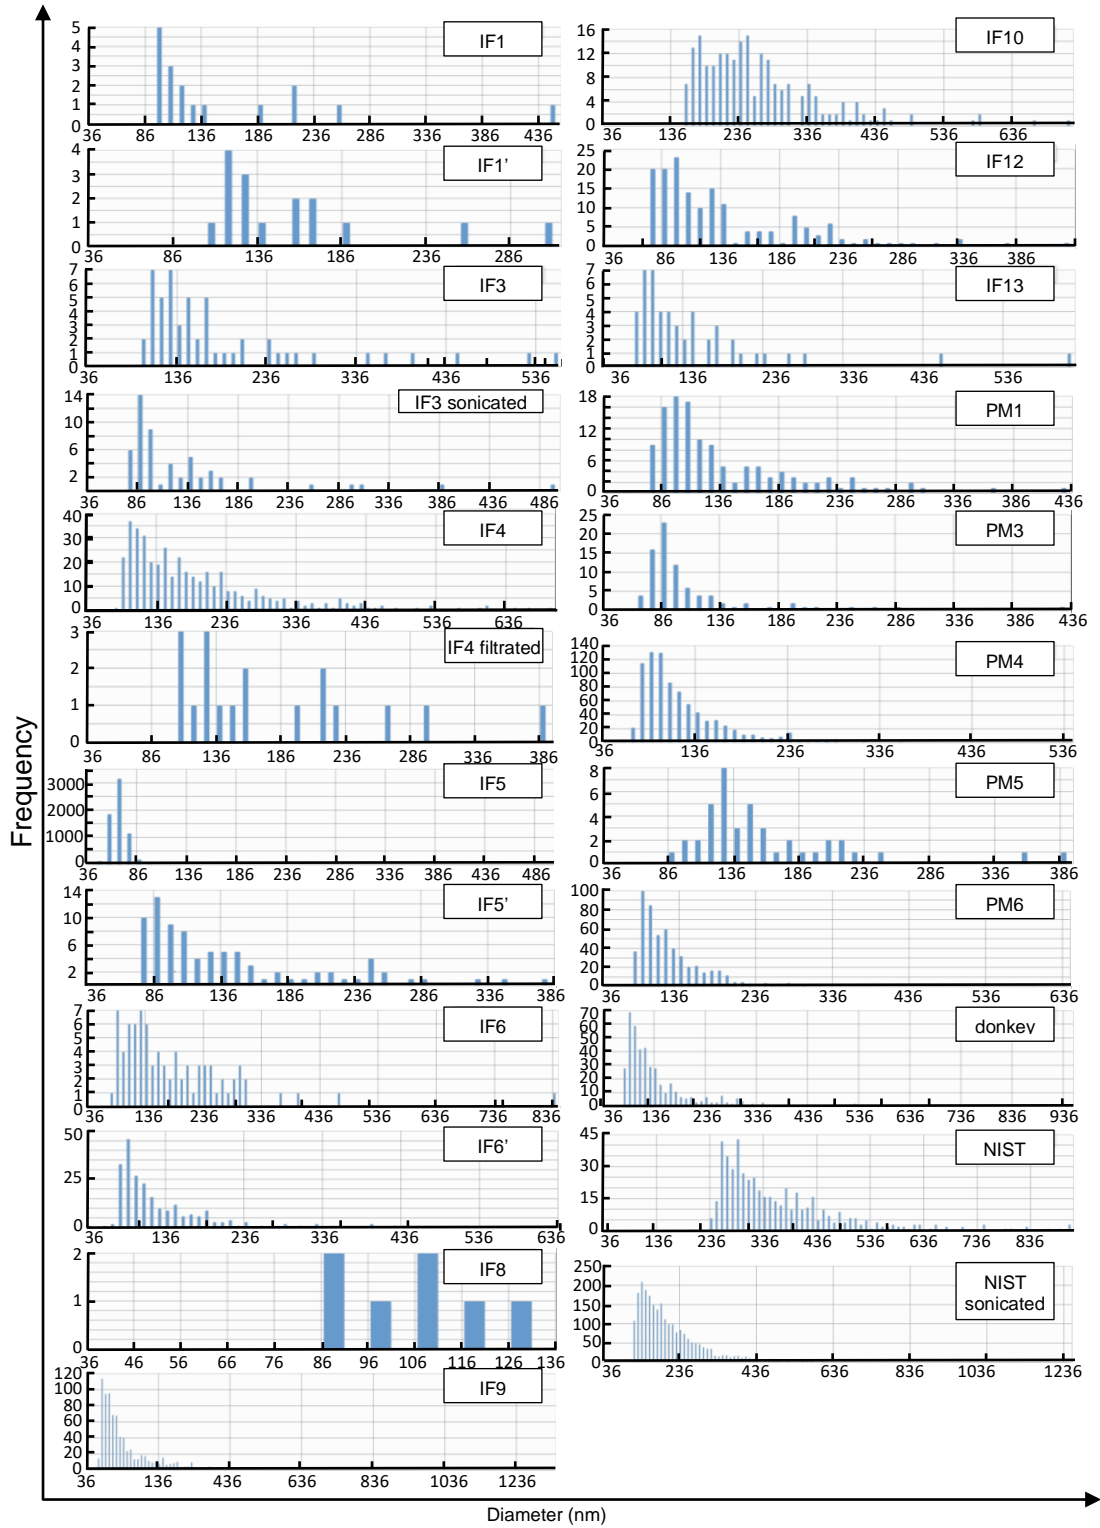 Frequency
IF1
5
4
3
2
1
0
36 86 136 186 236 286 336 386 436
IF1’
4
3
2
1
0
36 86 136 186 236 286
IF3
7
6
5
4
3
2
1
0
36 136 236 336 436 536
IF3 sonicated
14
10
6
2
36 86 136 186 236 286 336 386 436 486
IF4
40
30
20
10
0
36 136 236 336 436 536 636
IF4 filtrated
3
2
1
0
36 86 136 186 236 286 336 386
IF5
3000
2000
1000
0
36 86 136 186 236 286 336 386 436 486
IF5’
14
10
6
2
36 86 136 186 236 286 336 386
IF6
7
6
5
4
3
2
1
0
36 136 236 336 436 536 636 736 836
IF6’
50
25
0
36 136 236 336 436 536 636
IF8
2
1
0
36 46 56 66 76 86 96 106 116 126 136
IF9
120
100
80
60
40
20
0
36 136 436 636 836 1036 1236
IF10
16
12
8
4
0
36 136 236 336 436 536 636
IF12
25
20
15
10
5
0
36 86 136 186 236 286 336 386
IF13
7
6
5
4
3
2
1
0
36 136 236 336 436 536
PM1
18
12
6
0
36 86 136 186 236 286 336 386 436
PM3
25
20
15
10
5
0
36 86 136 186 236 286 336 386 436
PM4
140
120
100
80
60
40
20
0
36 136 236 336 436 536
PM5
8
6
4
2
0
36 86 136 186 236 286 336 386
PM6
100
80
60
40
20
0
36 136 236 336 436 536 636
donkey
70
60
50
40
30
20
10
0
36 136 236 336 436 536 636 736 836 936
NIST
45
30
15
0
36 136 236 336 436 536 636 736 836
NIST
sonicated
250
200
150
100
50
0
36 236 436 636 836 1036 1236
Diameter (nm)